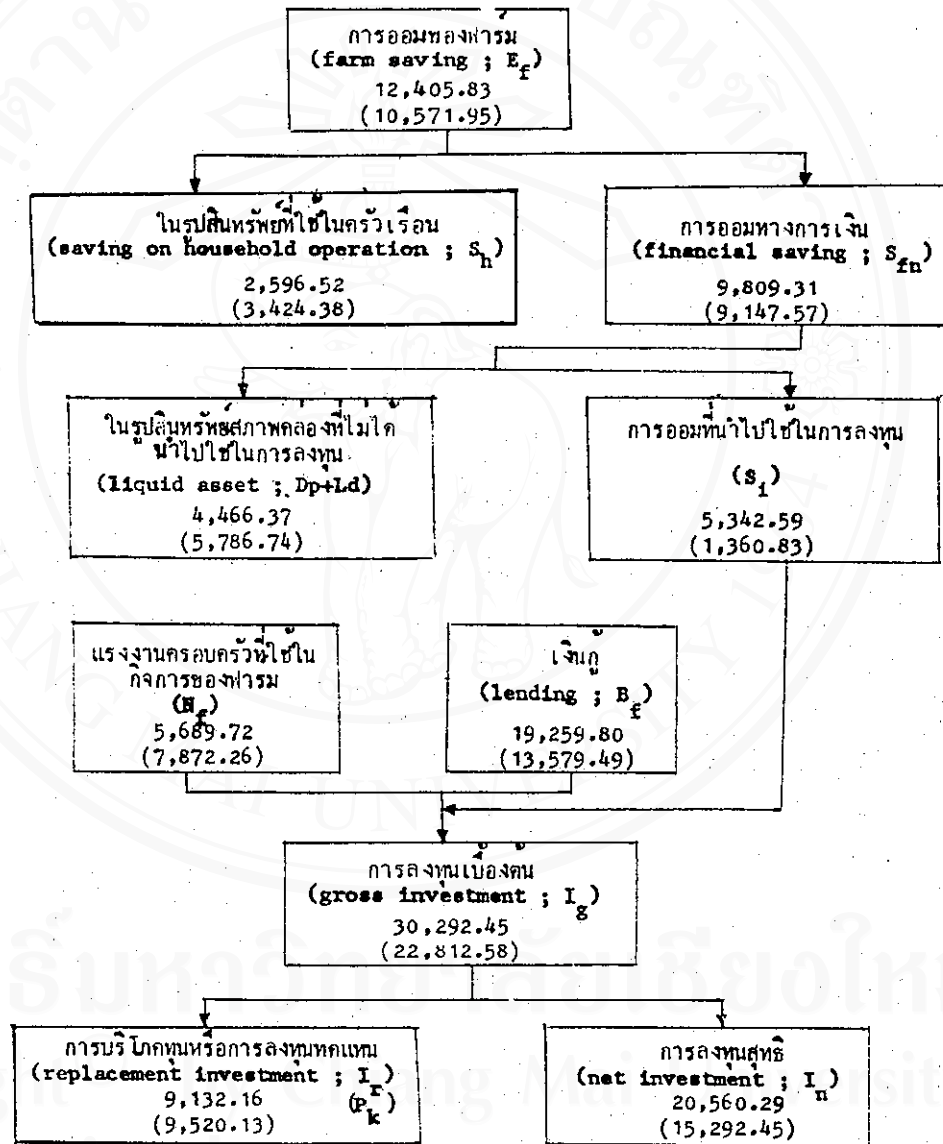 การออมของฟาร์ม
(farm saving ; E_f)
12,405.83
(10,571.95)
ในรูปสินทรัพย์ที่ใช้ในครัวเรือน
(saving on household operation ; S_h)
2,596.52
(3,424.38)
การออมทางการเงิน
(financial saving ; S_fn)
9,809.31
(9,147.57)
ในรูปสินทรัพย์สภาพคล่องที่ไม่ได้
นำไปใช้ในการลงทุน
(liquid asset ; Dp+Ld)
4,466.37
(5,786.74)
การออมที่นำไปใช้ในการลงทุน
(S_i)
5,342.59
(1,360.83)
แรงงานครอบครัวที่ใช้ใน
กิจการของฟาร์ม
(N_f)
5,689.72
(7,872.26)
เงินกู้
(lending ; B_f)
19,259.80
(13,579.49)
การลงทุนเบื้องต้น
(gross investment ; I_g)
30,292.45
(22,812.58)
การบริโภคทุนหรือการลงทุนทดแทน
(replacement investment ; I_r)
9,132.16 (P_k)
(9,520.13)
การลงทุนสุทธิ
(net investment ; I_n)
20,560.29
(15,292.45)